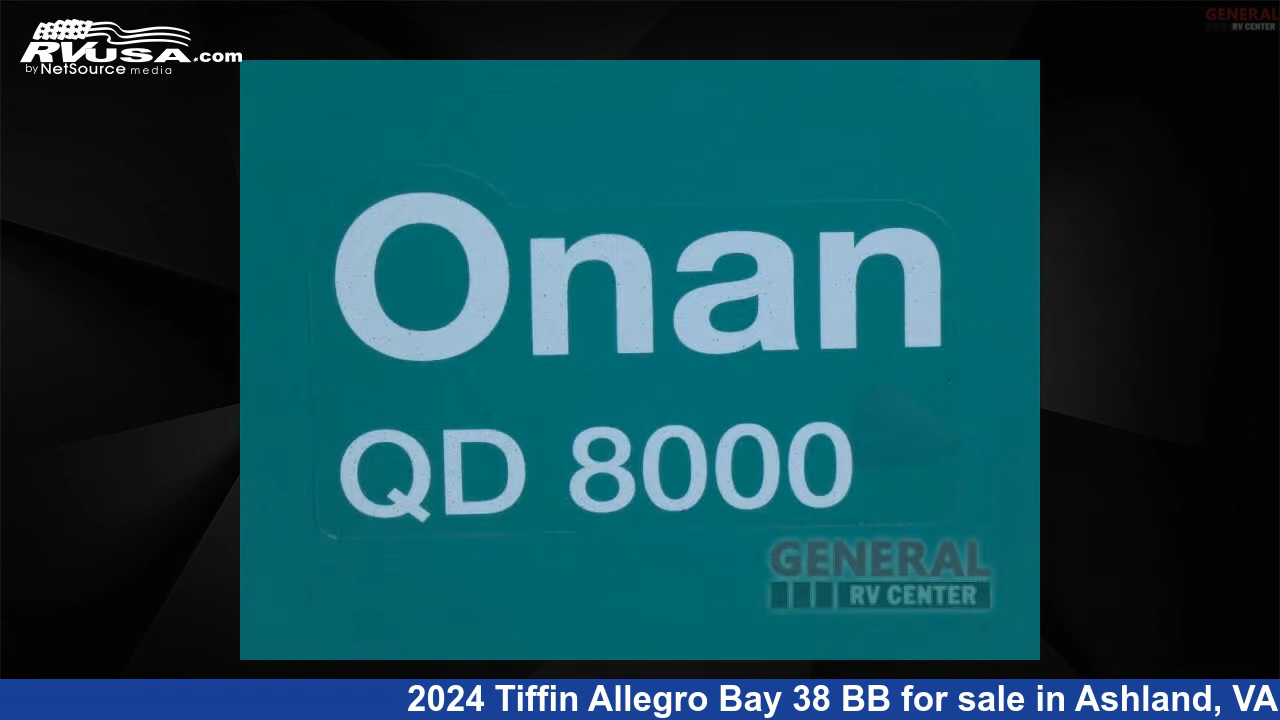 GENERAL
RV CENTER
RVUSA.com
by NetSource media
Onan
QD 8000
GENERAL
RV CENTER
2024 Tiffin Allegro Bay 38 BB for sale in Ashland, VA